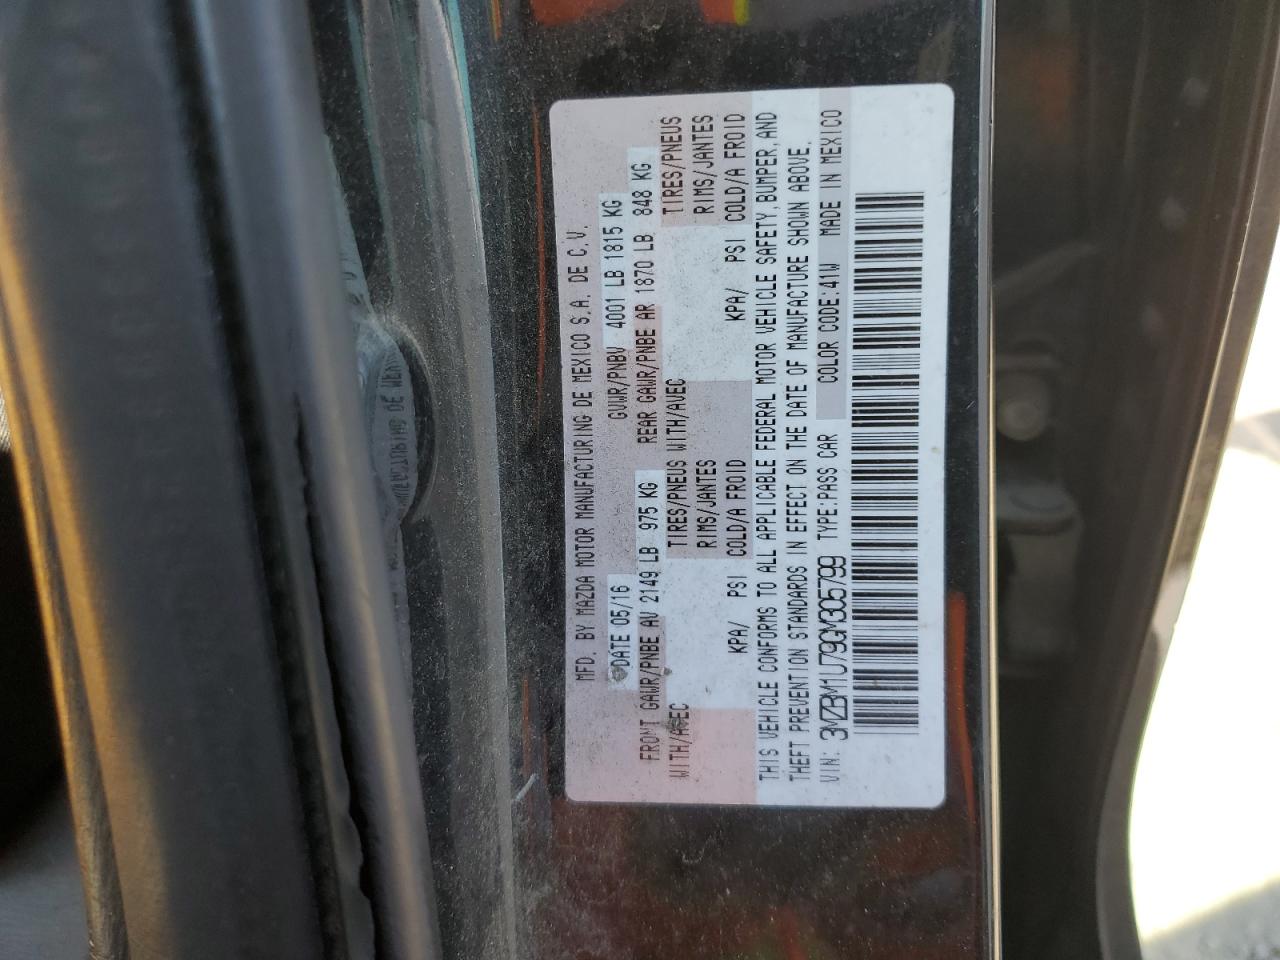 MFD. BY MAZDA MOTOR MANUFACTURING DE MEXICO S.A. DE C.V.
DATE 05/16 GVWR/PNBV 4001 LB 1815 KG
FRONT GAWR/PNBE AV 2149 LB 975 KG REAR GAWR/PNBE AR 1870 LB 848 KG
WITH/AVEC TIRES/PNEUS WITH/AVEC TIRES/PNEUS
RIMS/JANTES RIMS/JANTES
KPA/ PSI COLD/A FROID KPA/ PSI COLD/A FROID
THIS VEHICLE CONFORMS TO ALL APPLICABLE FEDERAL MOTOR VEHICLE SAFETY, BUMPER, AND
THEFT PREVENTION STANDARDS IN EFFECT ON THE DATE OF MANUFACTURE SHOWN ABOVE.
VIN: 3MZBM1U79GM305799 TYPE:PASS CAR COLOR CODE:41W MADE IN MEXICO